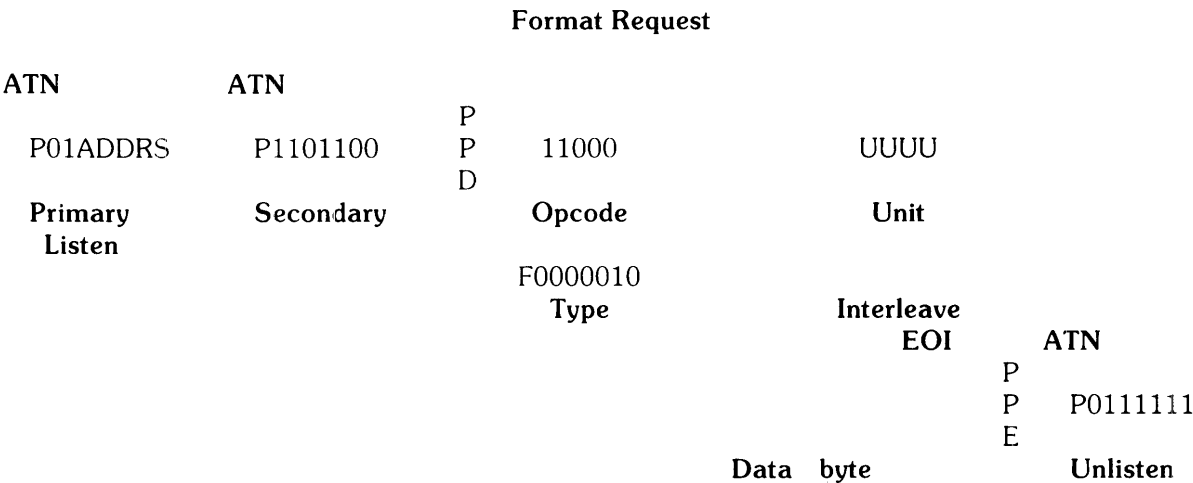 Format Request
ATN ATN
P
P01ADDRS P1101100 P 11000 UUUU
D
Primary Secondary Opcode Unit
Listen
F0000010
Type Interleave
EOI ATN
P
P P0111111
E
Data byte Unlisten